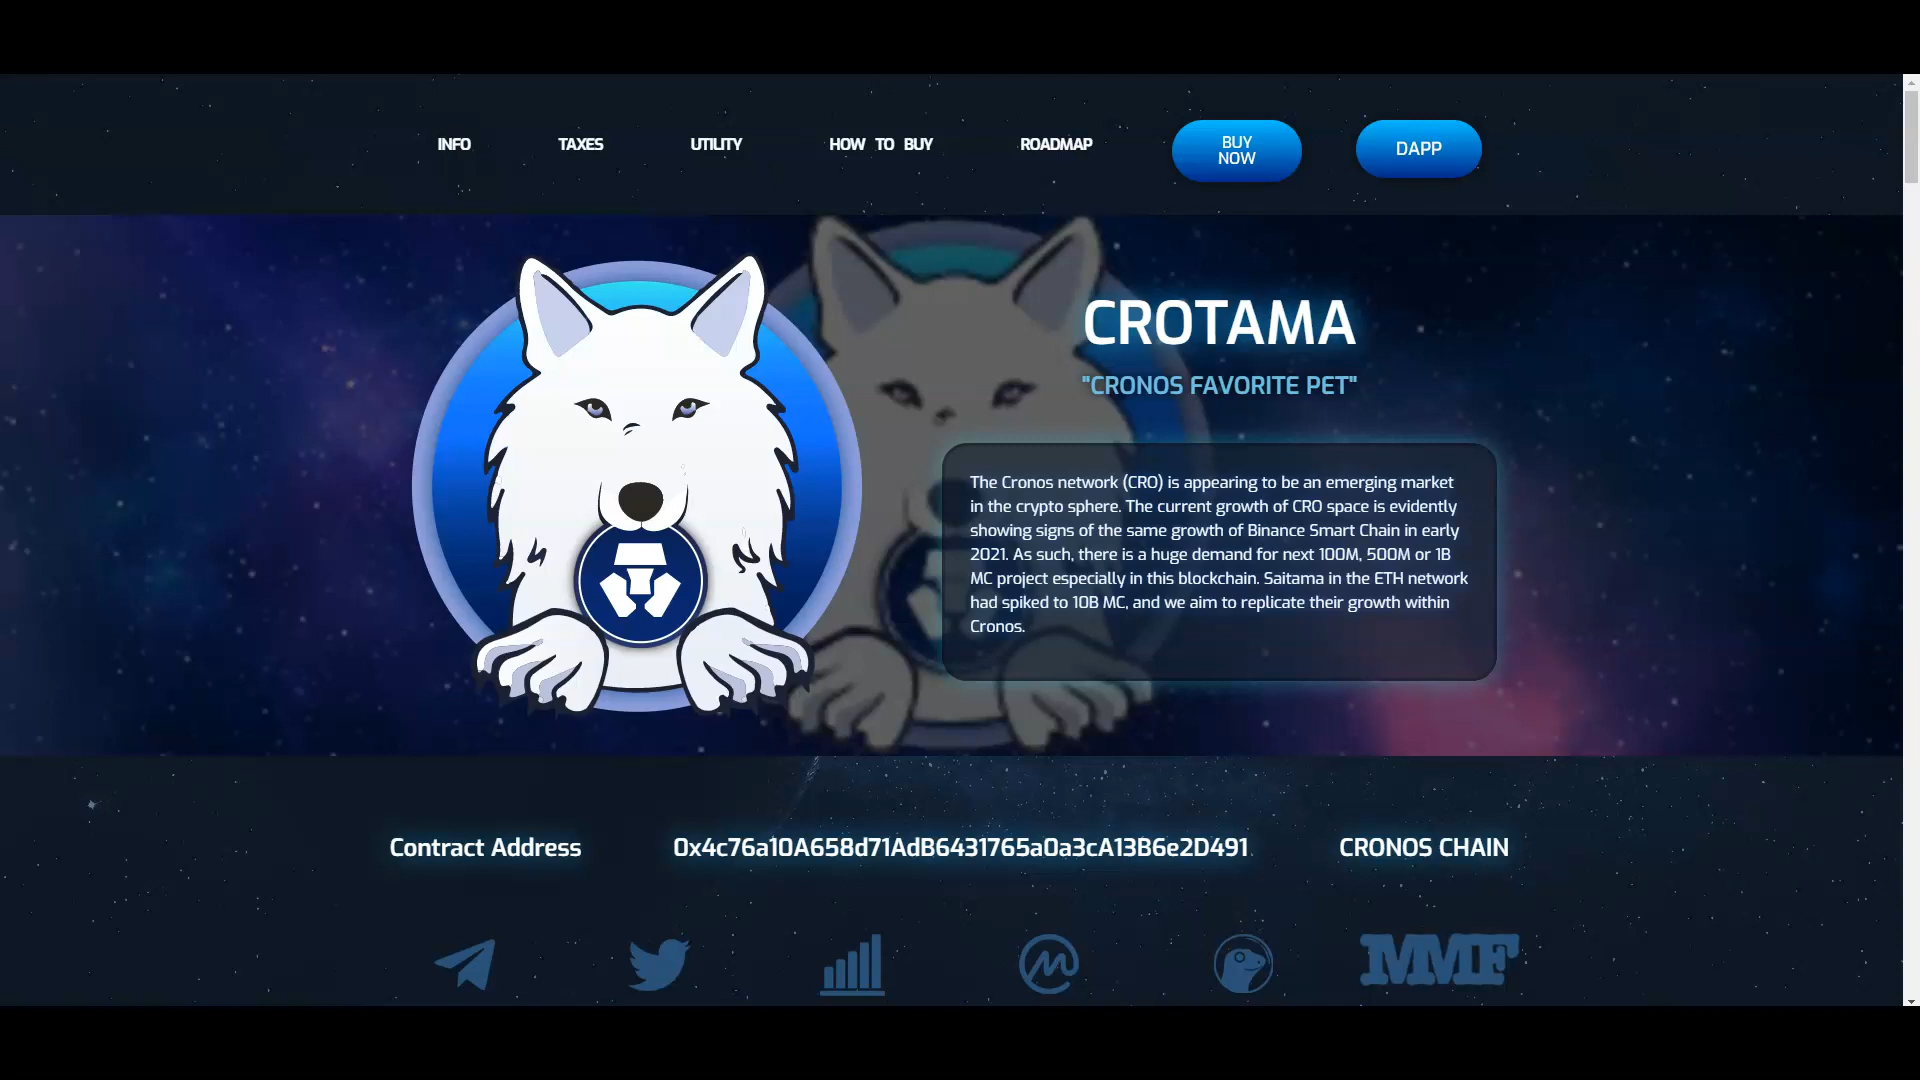 INFO
TAXES
UTILITY
HOW TO BUY
ROADMAP
BUY
NOW
DAPP
CROTAMA
"CRONOS FAVORITE PET"
The Cronos network (CRO) is appearing to be an emerging market
in the crypto sphere. The current growth of CRO space is evidently
showing signs of the same growth of Binance Smart Chain in early
2021. As such, there is a huge demand for next 100M, 500M or 1B
MC project especially in this blockchain. Saitama in the ETH network
had spiked to 10B MC, and we aim to replicate their growth within
Cronos.
Contract Address
0x4c76a10A658d71AdB6431765a0a3cA13B6e2D491
CRONOS CHAIN
MMF